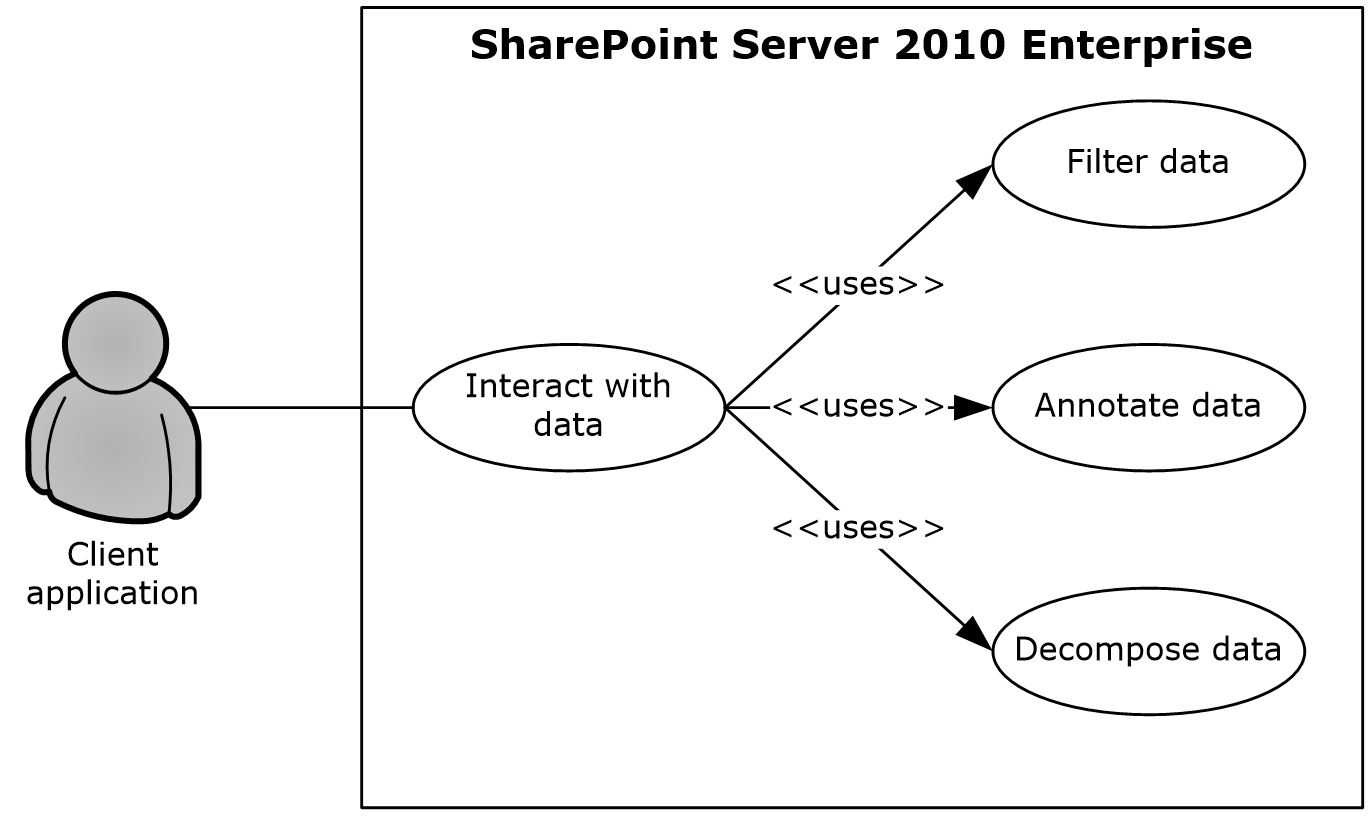 SharePoint Server 2010 Enterprise
Filter data
<<uses>>
Interact with
data
<<uses>>
Annotate data
<<uses>>
Client
application
Decompose data